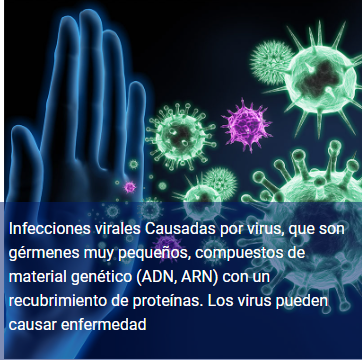 Infecciones virales Causadas por virus, que son
gérmenes muy pequeños, compuestos de
material genético (ADN, ARN) con un
recubrimiento de proteínas. Los virus pueden
causar enfermedad